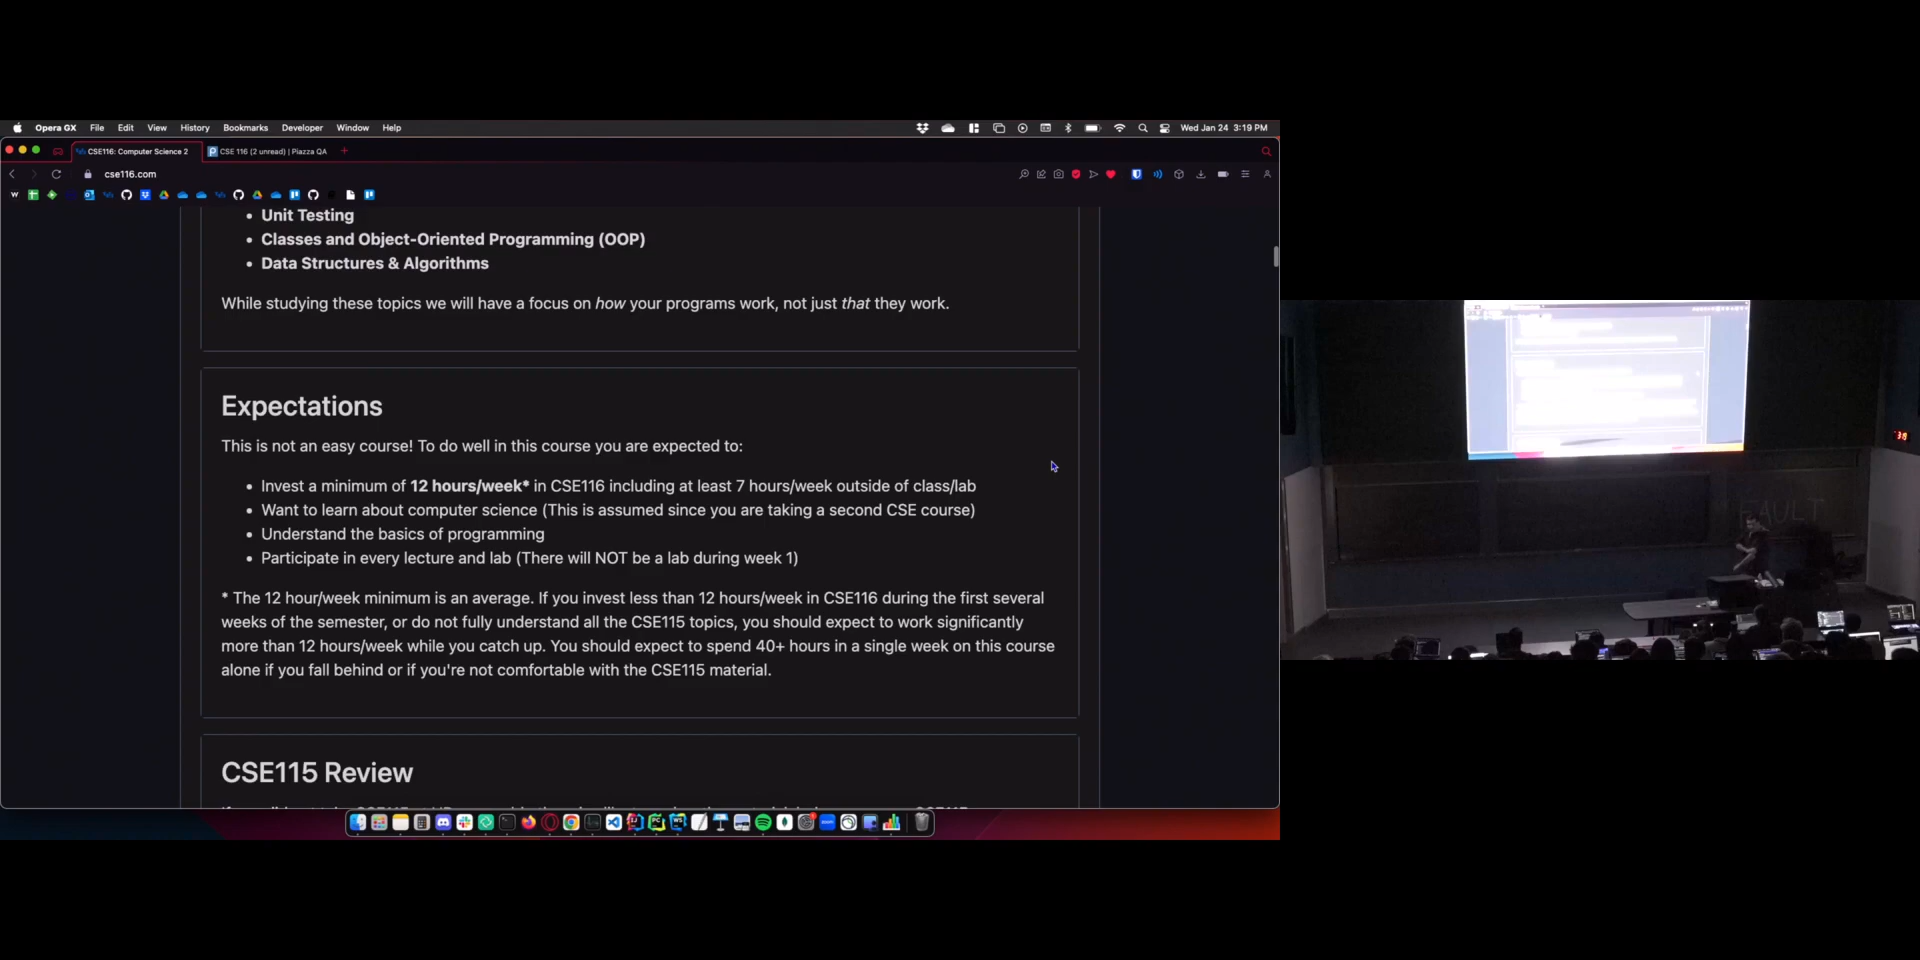 Opera GX File Edit View History Bookmarks Developer Window Help
Wed Jan 24 3:19 PM
CSE116: Computer Science 2
CSE 116 (2 unread) | Piazza QA
cse116.com
• Unit Testing
• Classes and Object-Oriented Programming (OOP)
• Data Structures & Algorithms
While studying these topics we will have a focus on how your programs work, not just that they work.
Expectations
This is not an easy course! To do well in this course you are expected to:
• Invest a minimum of 12 hours/week* in CSE116 including at least 7 hours/week outside of class/lab
• Want to learn about computer science (This is assumed since you are taking a second CSE course)
• Understand the basics of programming
• Participate in every lecture and lab (There will NOT be a lab during week 1)
* The 12 hour/week minimum is an average. If you invest less than 12 hours/week in CSE116 during the first several
weeks of the semester, or do not fully understand all the CSE115 topics, you should expect to work significantly
more than 12 hours/week while you catch up. You should expect to spend 40+ hours in a single week on this course
alone if you fall behind or if you're not comfortable with the CSE115 material.
CSE115 Review
FAULT